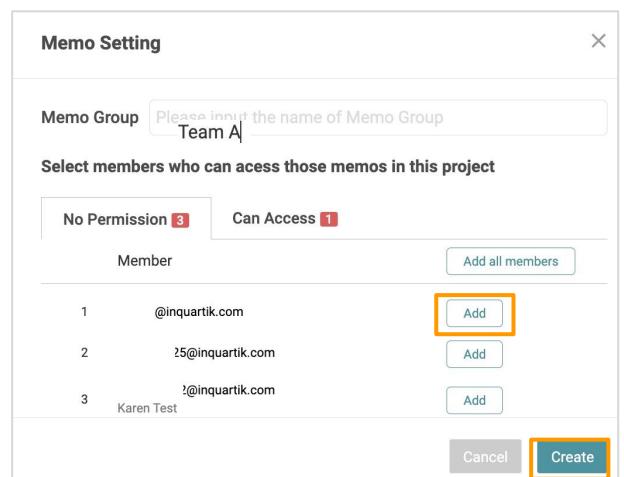 Memo Setting
Memo Group Please input the name of Memo Group
Team A
Select members who can acess those memos in this project
No Permission 3 Can Access 1
Member Add all members
1 @inquartik.com Add
2 25@inquartik.com Add
3 2@inquartik.com Add
Karen Test
Cancel Create